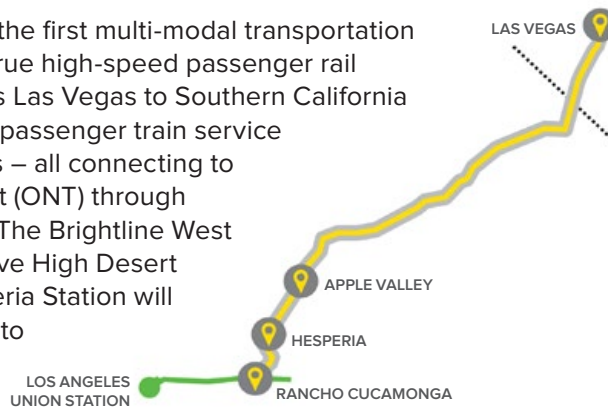 the first multi-modal transportation
rue high-speed passenger rail
s Las Vegas to Southern California
passenger train service
s – all connecting to
t (ONT) through
The Brightline West
ve High Desert
eria Station will
to
LAS VEGAS
APPLE VALLEY
HESPERIA
RANCHO CUCAMONGA
LOS ANGELES
UNION STATION